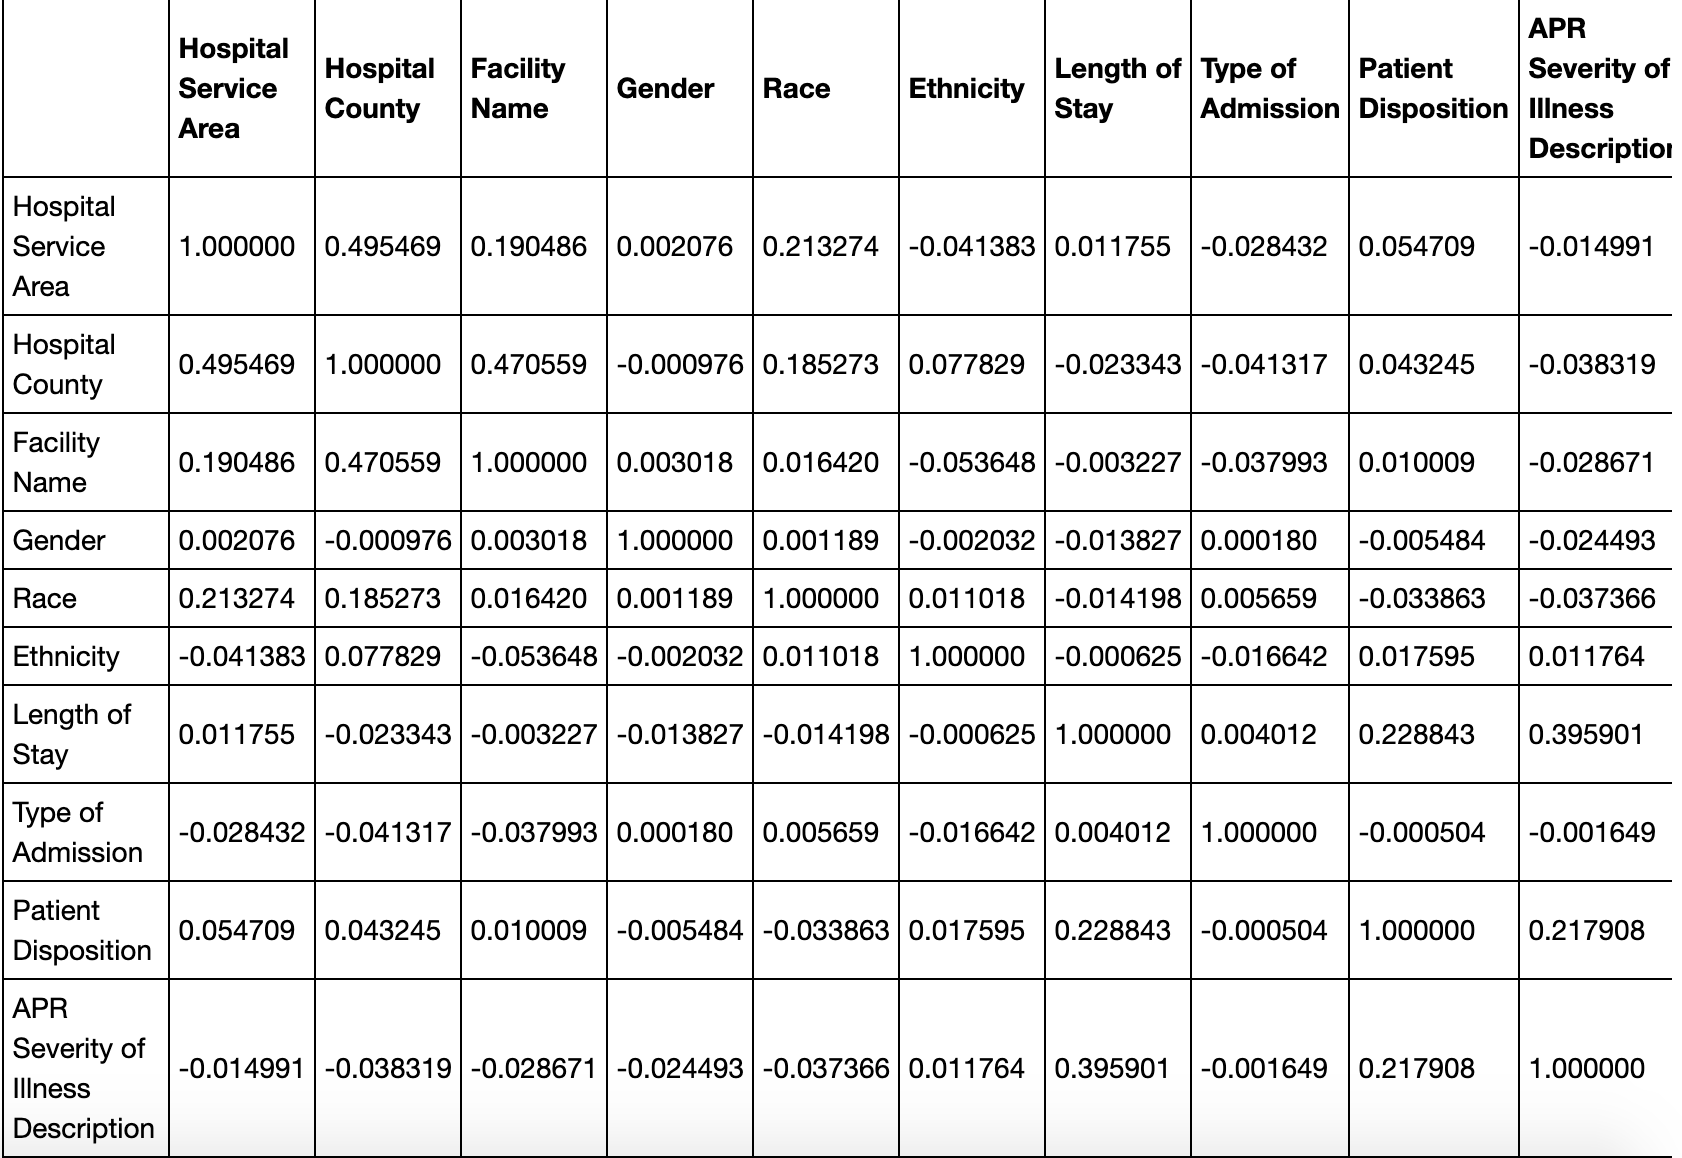 Hospital Service Area Hospital County Facility Name Gender Race Ethnicity Length of Stay Type of Admission Patient Disposition APR Severity of Illness Description
Hospital Service Area 1.000000 0.495469 0.190486 0.002076 0.213274 -0.041383 0.011755 -0.028432 0.054709 -0.014991
Hospital County 0.495469 1.000000 0.470559 -0.000976 0.185273 0.077829 -0.023343 -0.041317 0.043245 -0.038319
Facility Name 0.190486 0.470559 1.000000 0.003018 0.016420 -0.053648 -0.003227 -0.037993 0.010009 -0.028671
Gender 0.002076 -0.000976 0.003018 1.000000 0.001189 -0.002032 -0.013827 0.000180 -0.005484 -0.024493
Race 0.213274 0.185273 0.016420 0.001189 1.000000 0.011018 -0.014198 0.005659 -0.033863 -0.037366
Ethnicity -0.041383 0.077829 -0.053648 -0.002032 0.011018 1.000000 -0.000625 -0.016642 0.017595 0.011764
Length of Stay 0.011755 -0.023343 -0.003227 -0.013827 -0.014198 -0.000625 1.000000 0.004012 0.228843 0.395901
Type of Admission -0.028432 -0.041317 -0.037993 0.000180 0.005659 -0.016642 0.004012 1.000000 -0.000504 -0.001649
Patient Disposition 0.054709 0.043245 0.010009 -0.005484 -0.033863 0.017595 0.228843 -0.000504 1.000000 0.217908
APR Severity of Illness Description -0.014991 -0.038319 -0.028671 -0.024493 -0.037366 0.011764 0.395901 -0.001649 0.217908 1.000000